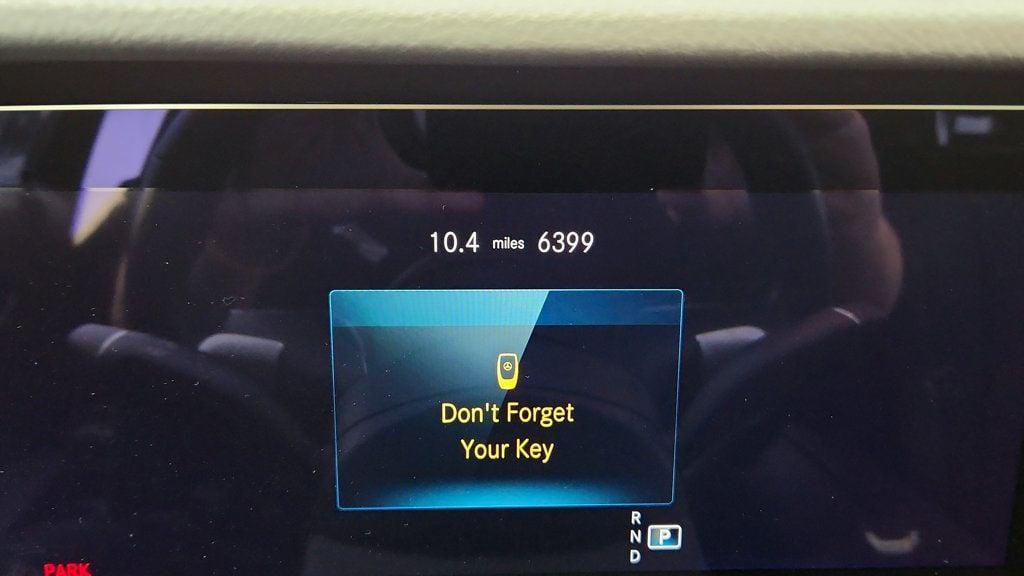 10.4 miles 6399
Don't Forget
Your Key
R
N P
D
PARK